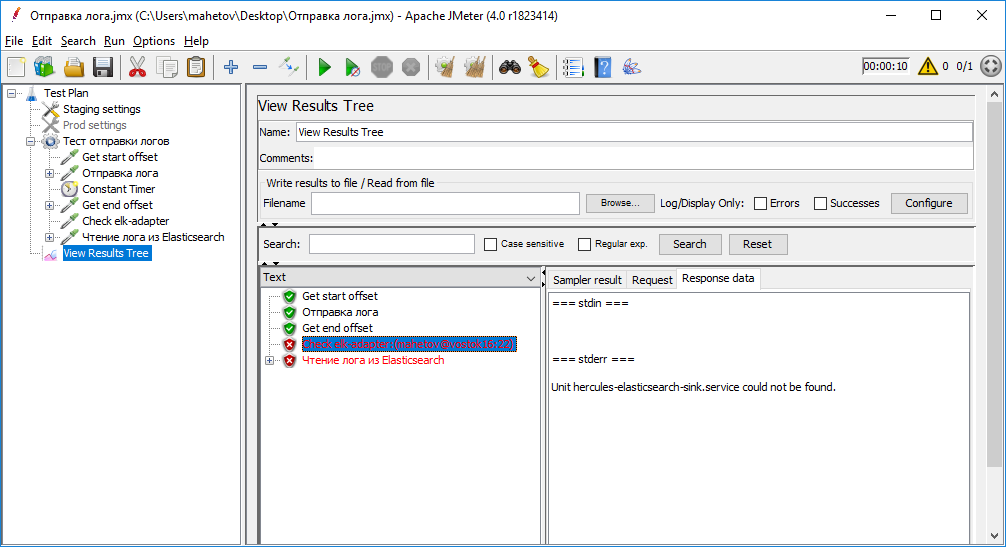 Отправка лога.jmx (C:\Users\mahetov\Desktop\Отправка лога.jmx) - Apache JMeter (4.0 r1823414)
File Edit Search Run Options Help
00:00:10 0 0/1
Test Plan
Staging settings
Prod settings
Тест отправки логов
Get start offset
Отправка лога
Constant Timer
Get end offset
Check elk-adapter
Чтение лога из Elasticsearch
View Results Tree
View Results Tree
Name: View Results Tree
Comments:
Write results to file / Read from file
Filename Browse... Log/Display Only: Errors Successes Configure
Search: Case sensitive Regular exp. Search Reset
Text
Get start offset
Отправка лога
Get end offset
Check elk-adapter (mahetov@vostok16:22)
Чтение лога из Elasticsearch
Sampler result Request Response data
=== stdin ===
=== stderr ===
Unit hercules-elasticsearch-sink.service could not be found.